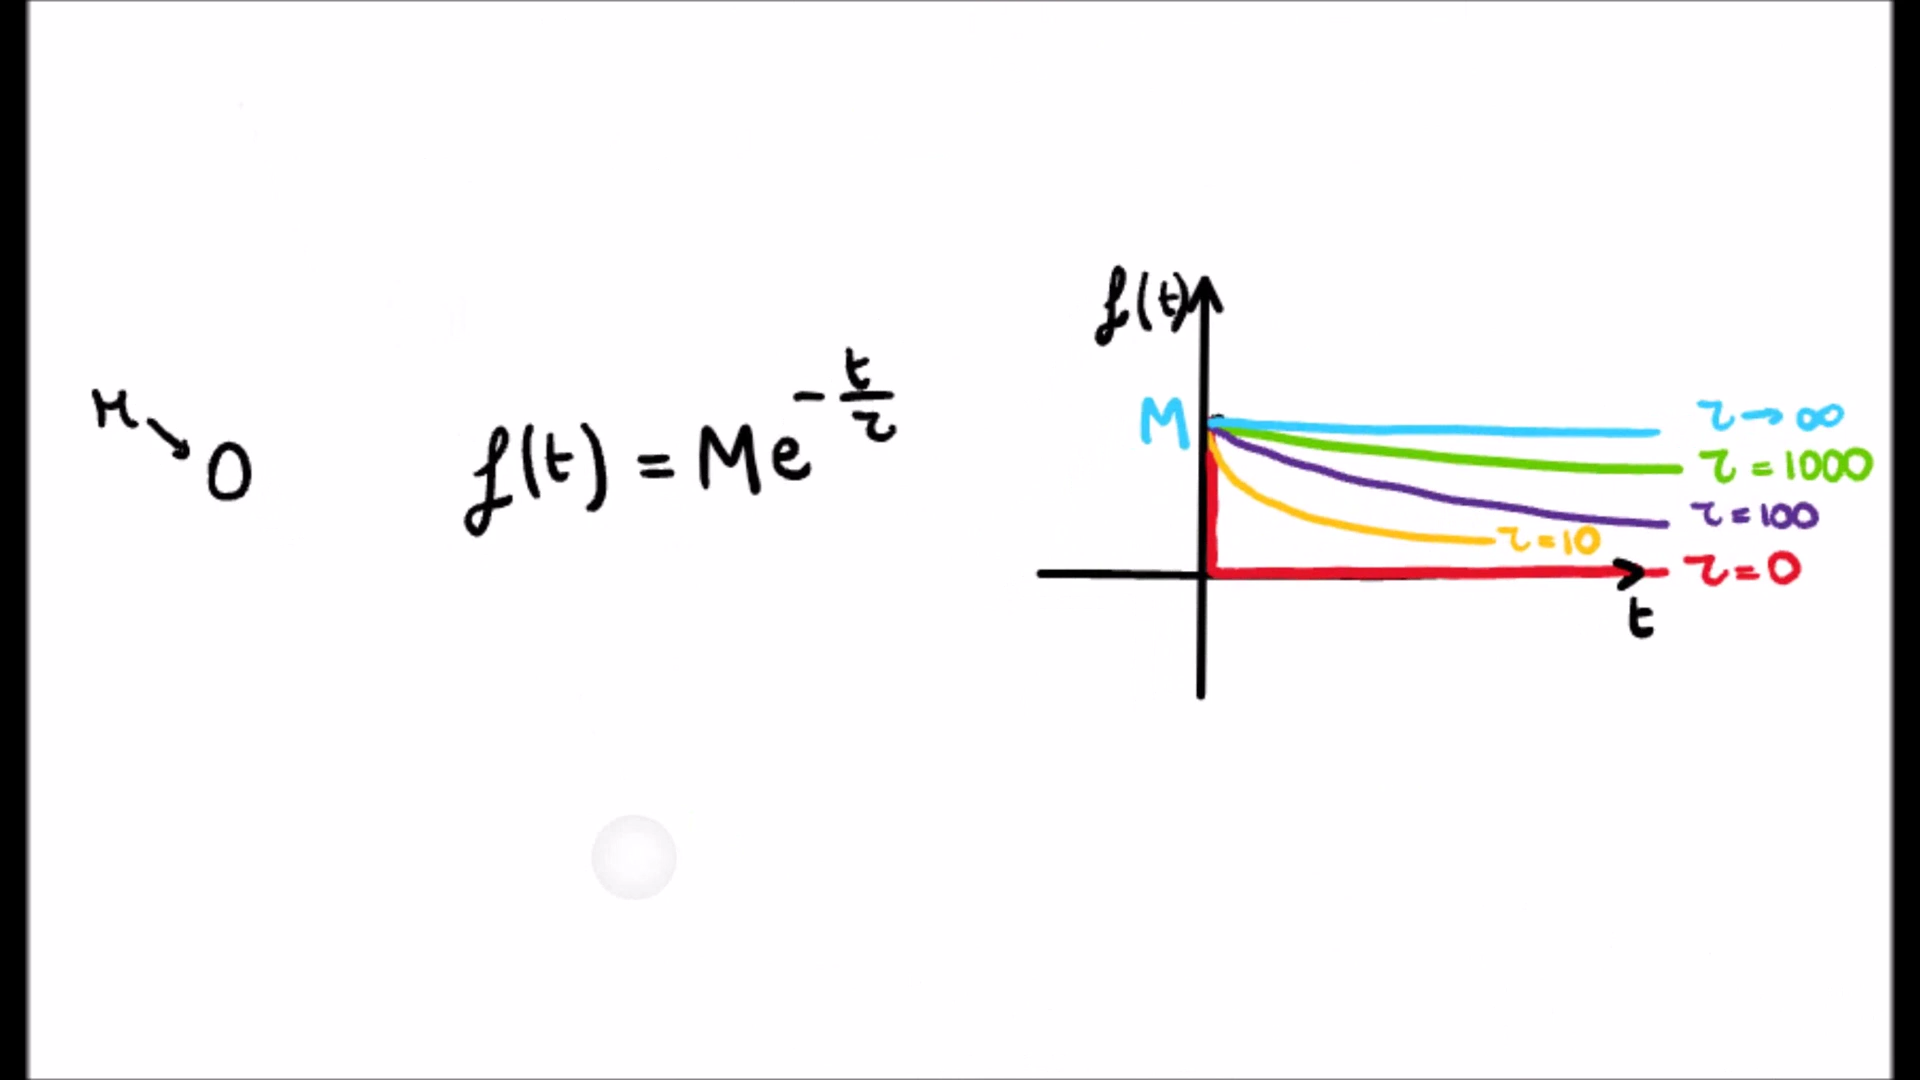 M → 0
f(t) = Me^{-t/τ}
f(t)
M
τ → ∞
τ = 1000
τ = 100
τ = 10
τ = 0
t